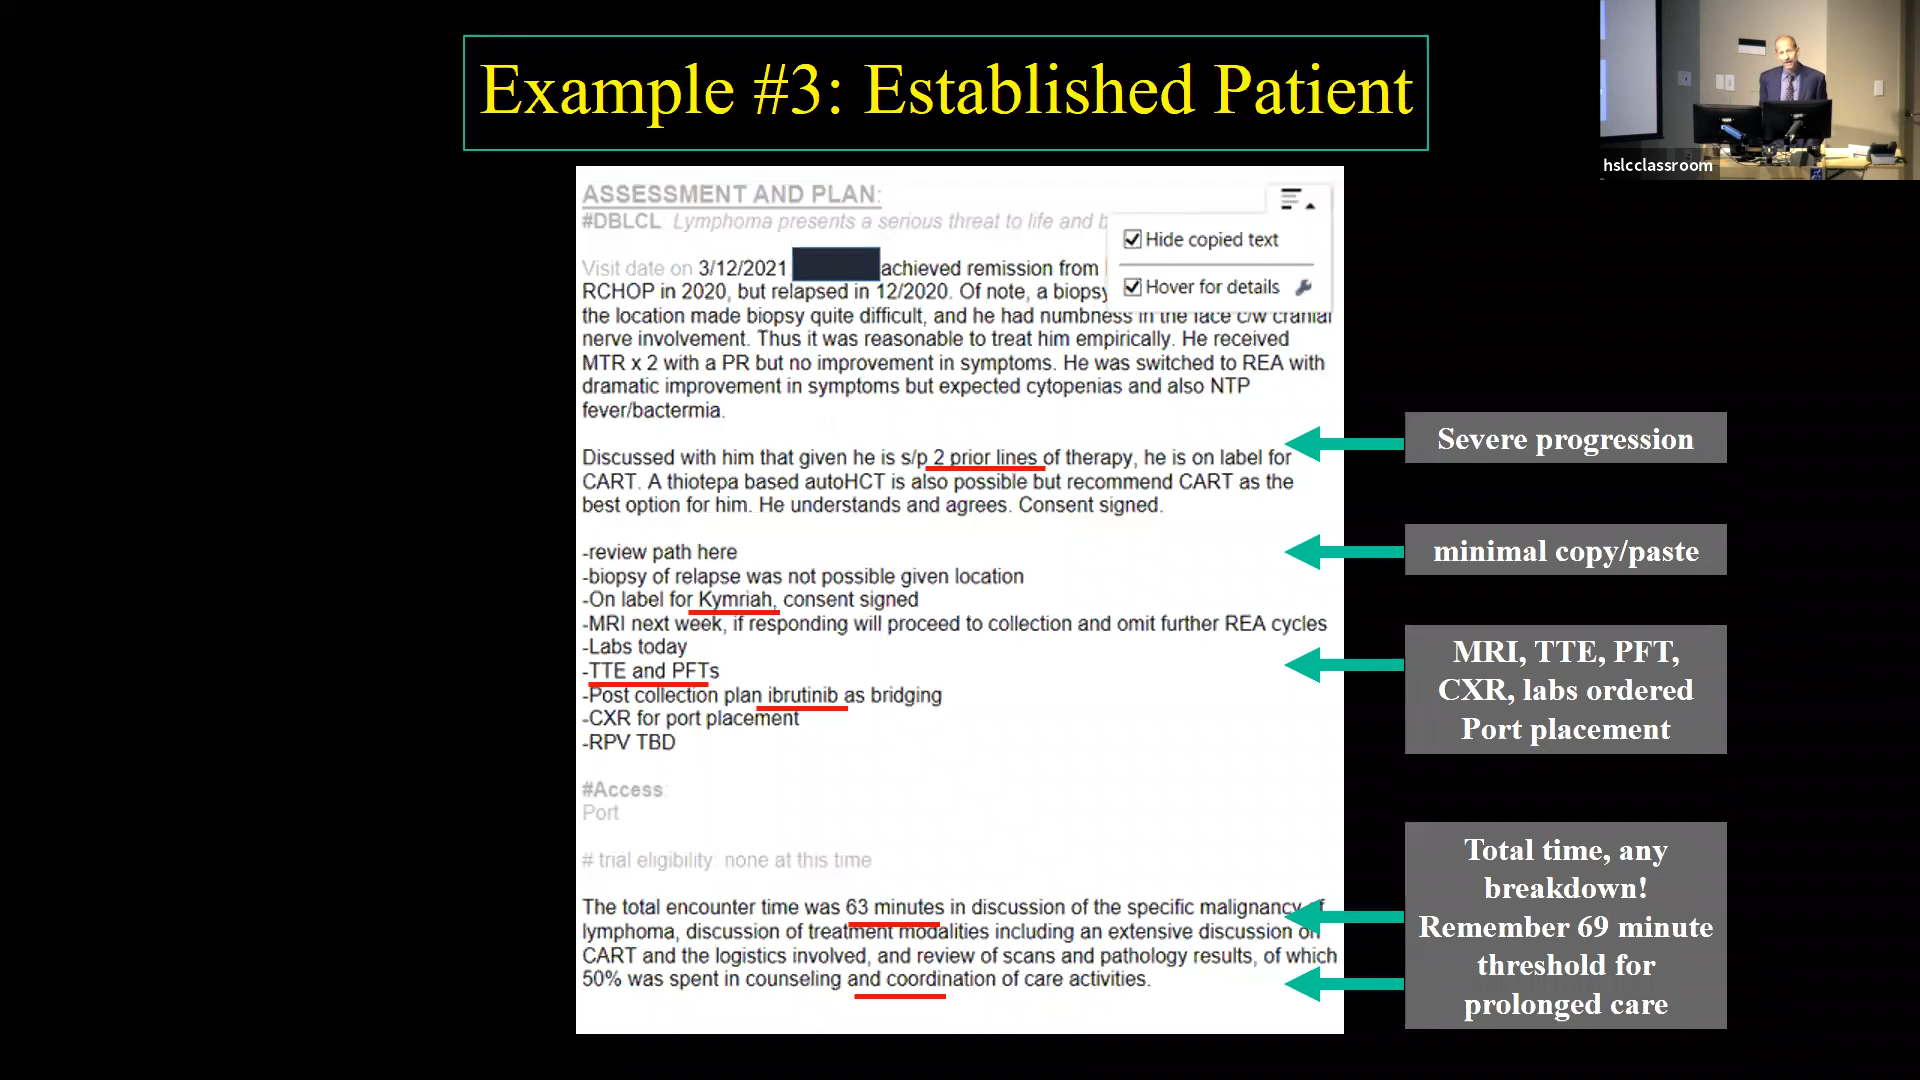 Example #3: Established Patient
hslcclassroom
ASSESSMENT AND PLAN:
#DBLCL: Lymphoma presents a serious threat to life and b
Hide copied text
Hover for details
Visit date on 3/12/2021 achieved remission from
RCHOP in 2020, but relapsed in 12/2020. Of note, a biopsy
the location made biopsy quite difficult, and he had numbness in the face c/w cranial
nerve involvement. Thus it was reasonable to treat him empirically. He received
MTR x 2 with a PR but no improvement in symptoms. He was switched to REA with
dramatic improvement in symptoms but expected cytopenias and also NTP
fever/bactermia.
Discussed with him that given he is s/p 2 prior lines of therapy, he is on label for
CART. A thiotepa based autoHCT is also possible but recommend CART as the
best option for him. He understands and agrees. Consent signed.
-review path here
-biopsy of relapse was not possible given location
-On label for Kymriah, consent signed
-MRI next week, if responding will proceed to collection and omit further REA cycles
-Labs today
-TTE and PFTs
-Post collection plan ibrutinib as bridging
-CXR for port placement
-RPV TBD
#Access:
Port
# trial eligibility: none at this time
The total encounter time was 63 minutes in discussion of the specific malignancy of
lymphoma, discussion of treatment modalities including an extensive discussion on
CART and the logistics involved, and review of scans and pathology results, of which
50% was spent in counseling and coordination of care activities.
Severe progression
minimal copy/paste
MRI, TTE, PFT,
CXR, labs ordered
Port placement
Total time, any
breakdown!
Remember 69 minute
threshold for
prolonged care